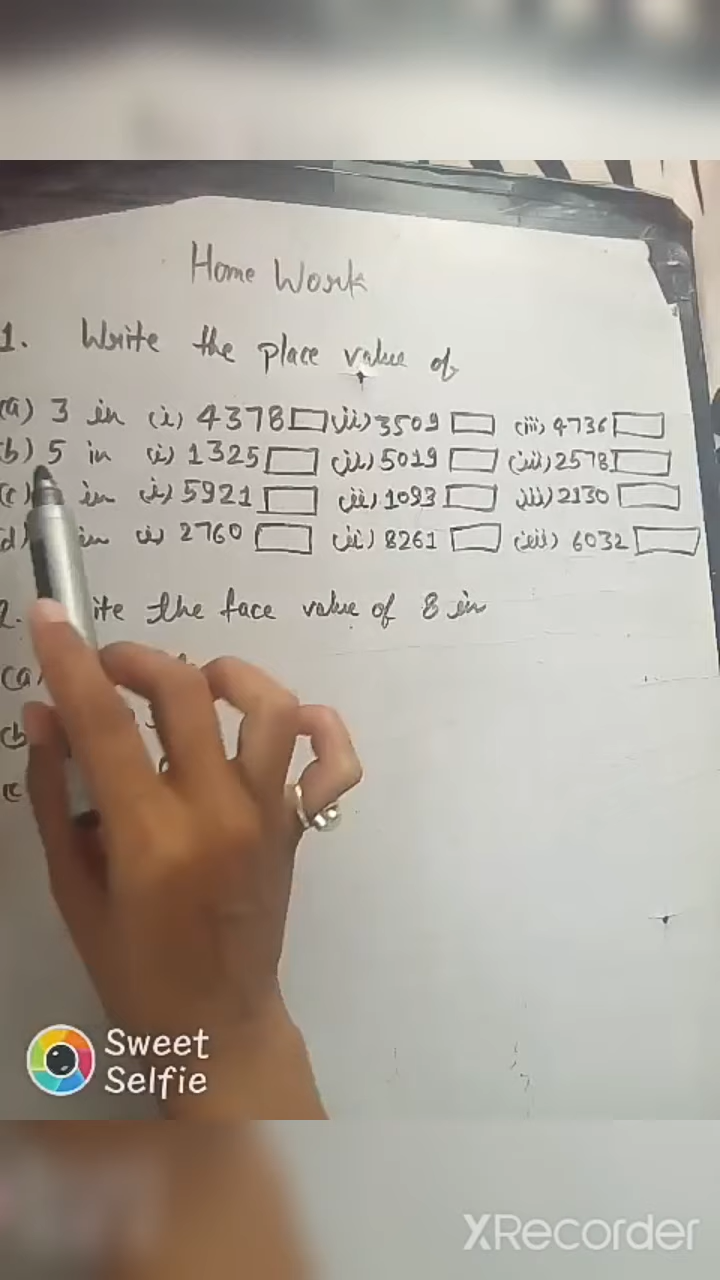 Home Work
1. Write the place value of
(a) 3 in (i) 4378 (ii) 3509 (iii) 4736
(b) 5 in (i) 1325 (ii) 5019 (iii) 2578
(c) in (i) 5921 (ii) 1093 (iii) 2130
(d) in (i) 2760 (ii) 8261 (iii) 6032
2. the face value of 8 in
(a)
(b)
(c)
Sweet
Selfie
XRecorder